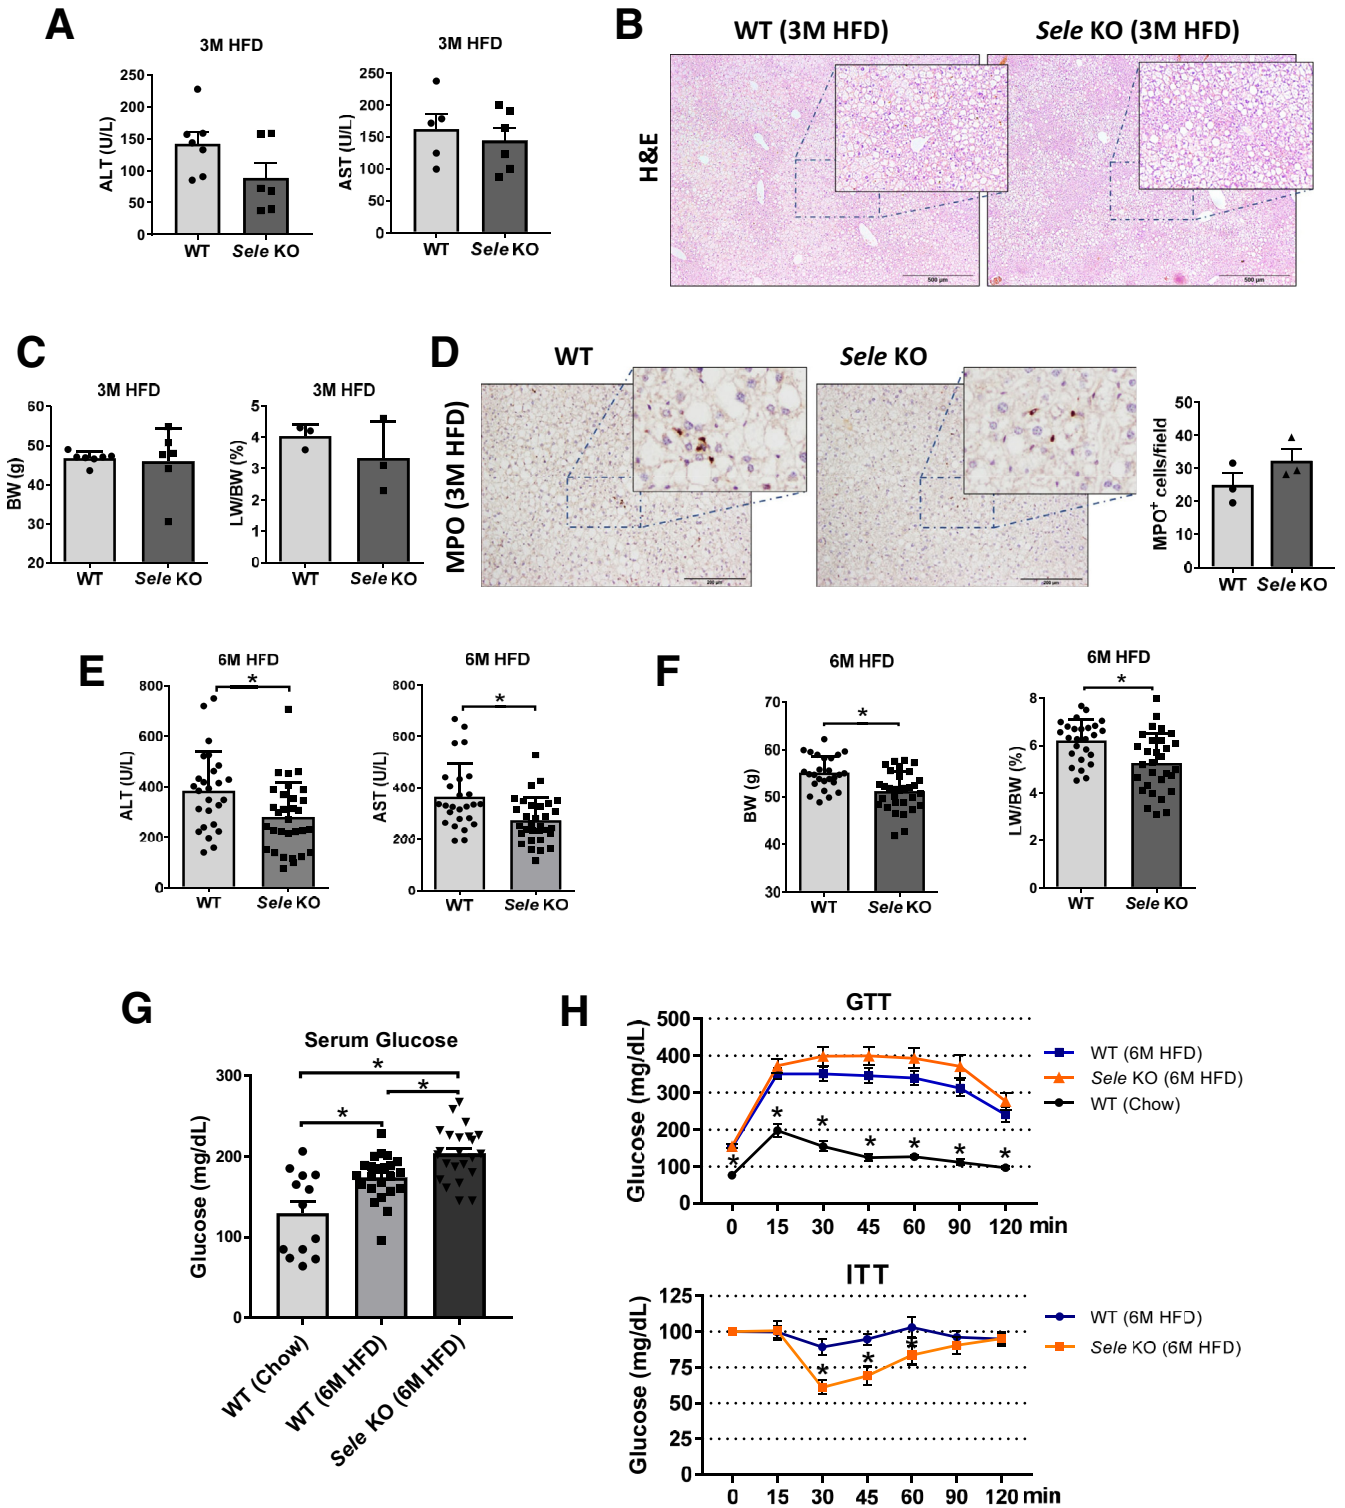 A
3M HFD
ALT (U/L)
250
200
150
100
50
0
WT
Sele KO
3M HFD
AST (U/L)
250
200
150
100
50
0
WT
Sele KO
B
WT (3M HFD)
Sele KO (3M HFD)
H&E
500 µm
500 µm
C
3M HFD
BW (g)
60
50
40
30
20
WT
Sele KO
3M HFD
LW/BW (%)
5
4
3
2
1
0
WT
Sele KO
D
WT
Sele KO
MPO (3M HFD)
200 µm
200 µm
MPO+ cells/field
50
40
30
20
10
0
WT
Sele KO
E
6M HFD
*
ALT (U/L)
800
600
400
200
0
WT
Sele KO
6M HFD
*
AST (U/L)
800
600
400
200
0
WT
Sele KO
F
6M HFD
*
BW (g)
70
60
50
40
30
WT
Sele KO
6M HFD
*
LW/BW (%)
8
6
4
2
0
WT
Sele KO
G
Serum Glucose
*
*
*
Glucose (mg/dL)
300
200
100
0
WT (Chow)
WT (6M HFD)
Sele KO (6M HFD)
H
GTT
Glucose (mg/dL)
500
400
300
200
100
0
* * * * * * *
0 15 30 45 60 90 120 min
WT (6M HFD)
Sele KO (6M HFD)
WT (Chow)
ITT
Glucose (mg/dL)
125
100
75
50
25
0
* * *
0 15 30 45 60 90 120 min
WT (6M HFD)
Sele KO (6M HFD)